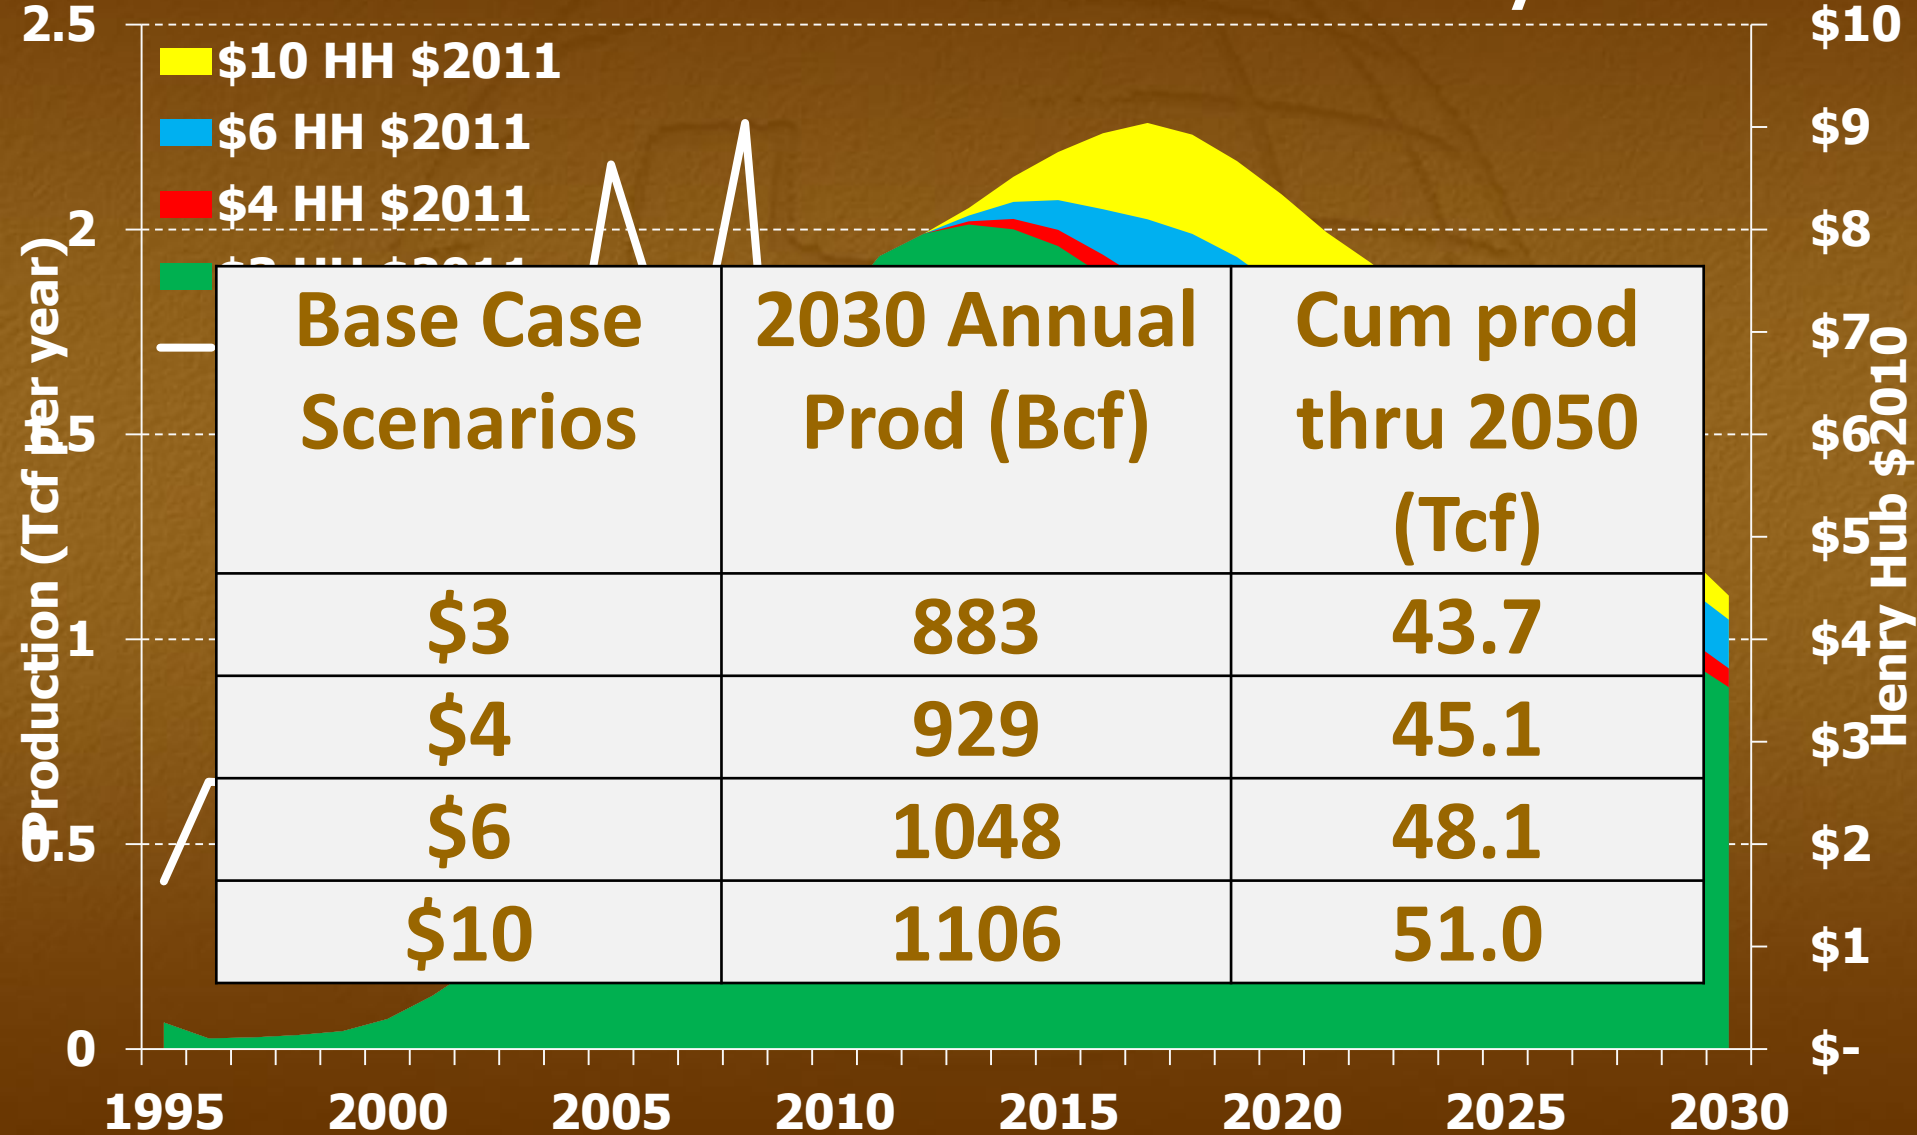 2.5
2
5
1
0.5
0
Production (Tcf per year)
$10 HH $2011
$6 HH $2011
$4 HH $2011
HH $2011
Base Case Scenarios
2030 Annual Prod (Bcf)
Cum prod thru 2050 (Tcf)
$3 883 43.7
$4 929 45.1
$6 1048 48.1
$10 1106 51.0
$10
$9
$8
$7
$6
$5
$4
$3
$2
$1
$-
Henry Hub $2010
1995 2000 2005 2010 2015 2020 2025 2030